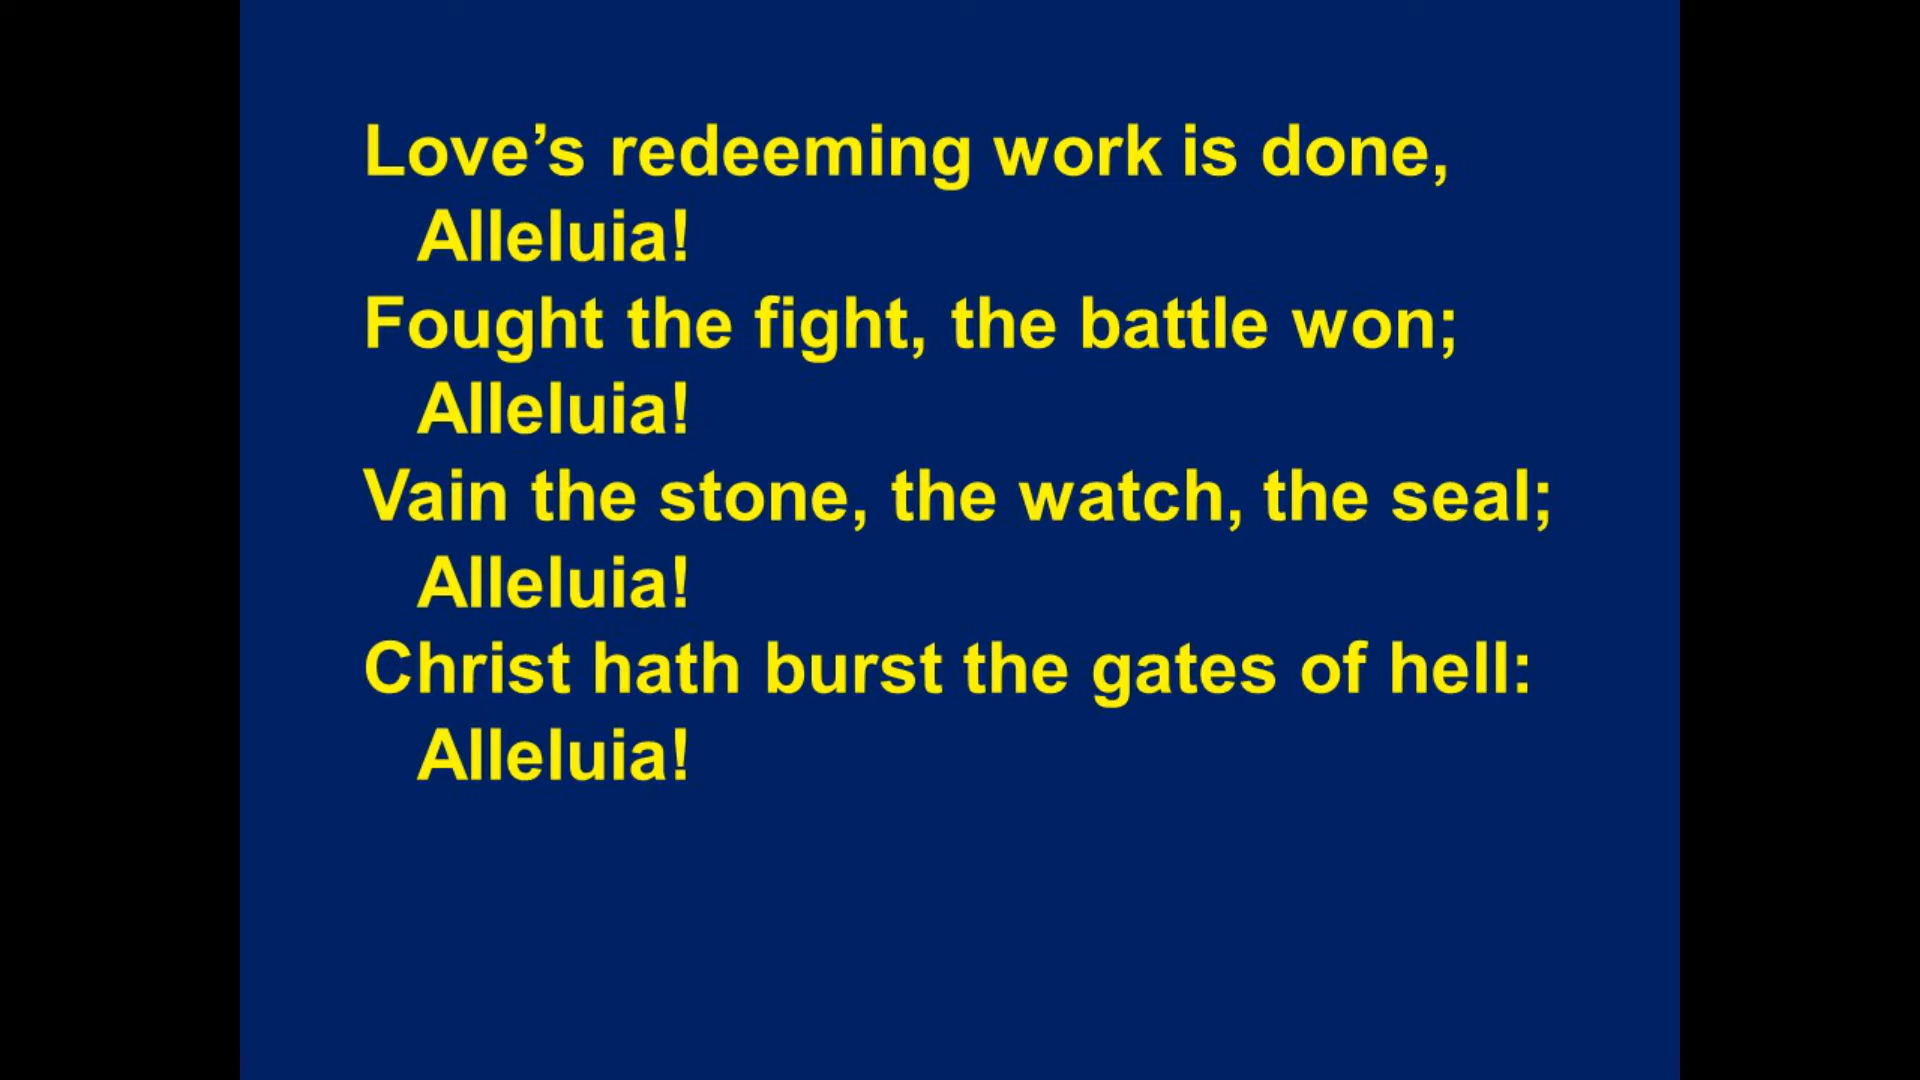 Love’s redeeming work is done,
Alleluia!
Fought the fight, the battle won;
Alleluia!
Vain the stone, the watch, the seal;
Alleluia!
Christ hath burst the gates of hell:
Alleluia!